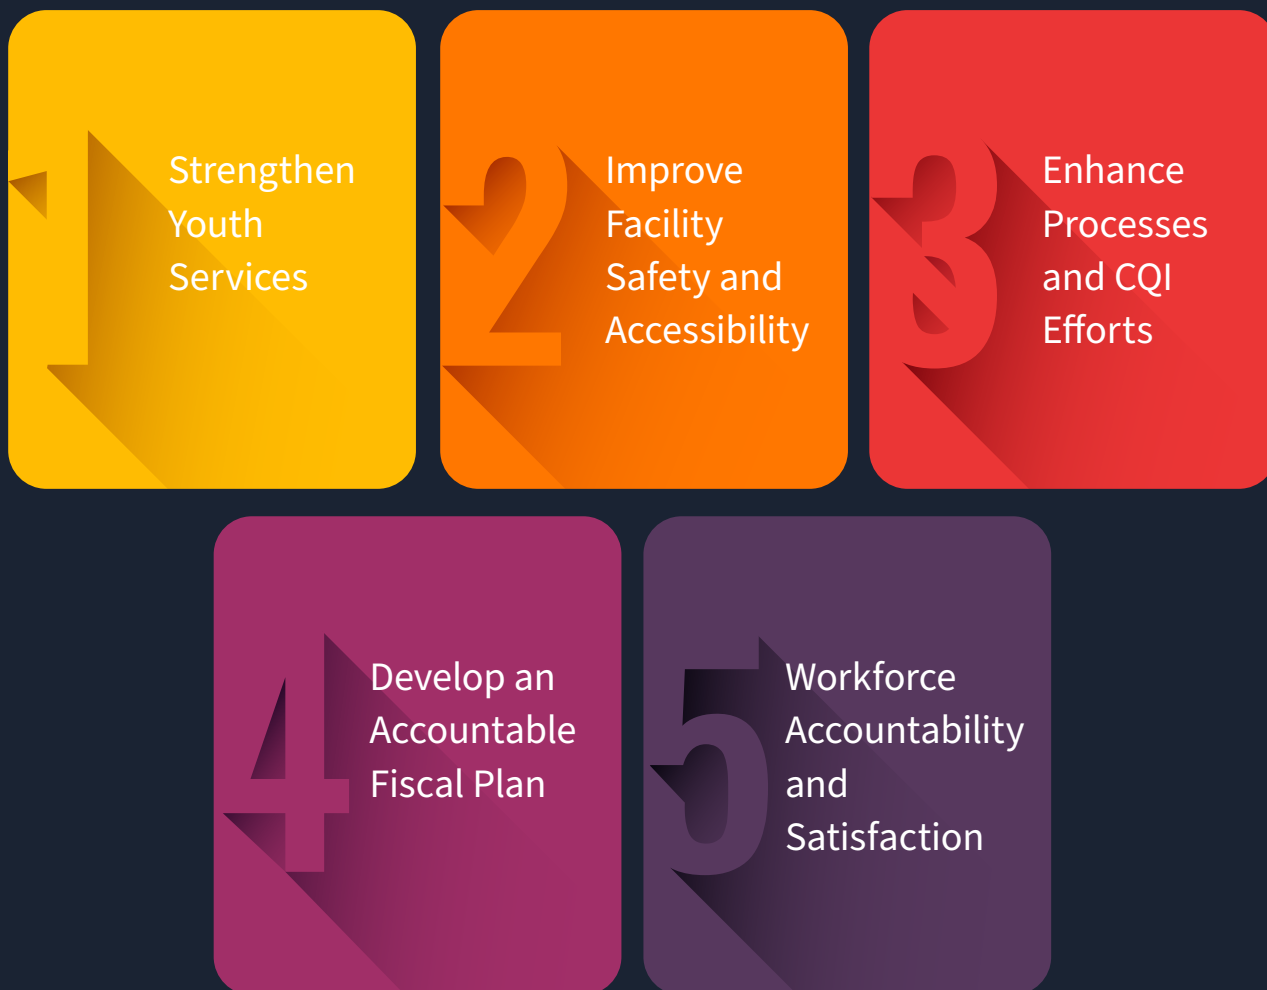 1
Strengthen
Youth
Services
2
Improve
Facility
Safety and
Accessibility
3
Enhance
Processes
and CQI
Efforts
4
Develop an
Accountable
Fiscal Plan
5
Workforce
Accountability
and
Satisfaction